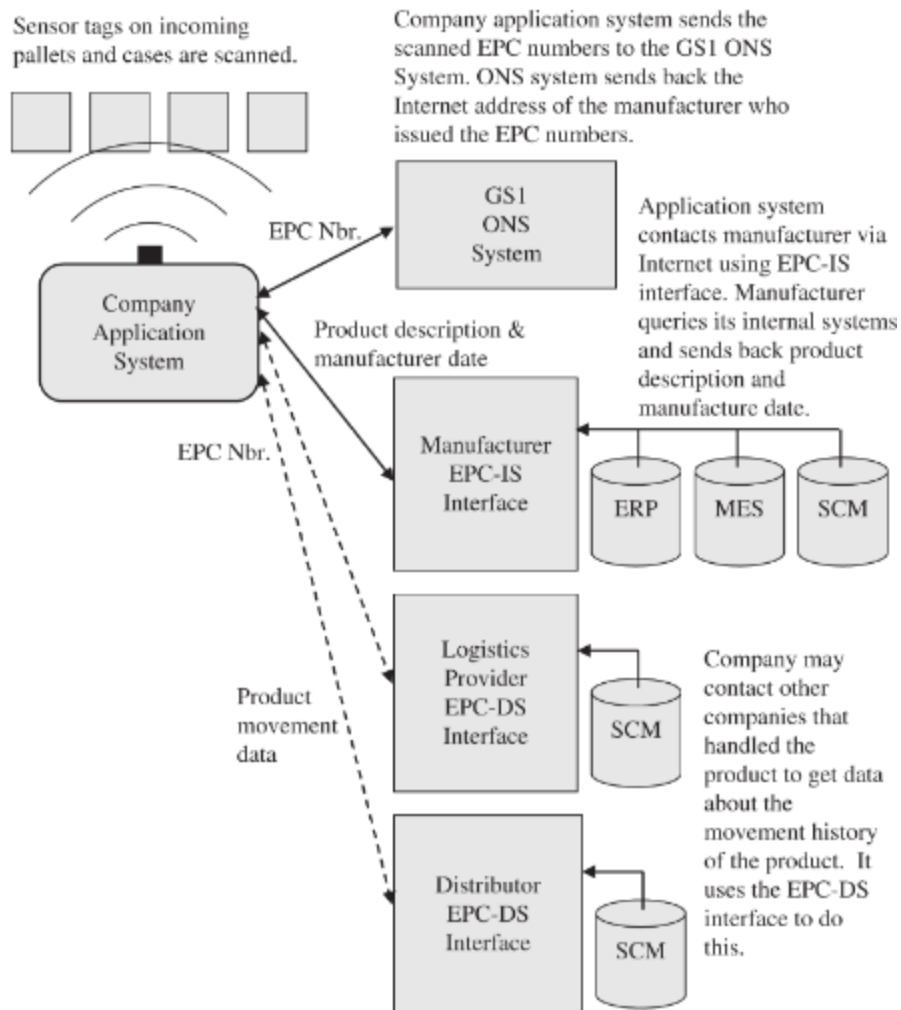 Sensor tags on incoming
pallets and cases are scanned.
Company application system sends the
scanned EPC numbers to the GS1 ONS
System. ONS system sends back the
Internet address of the manufacturer who
issued the EPC numbers.
EPC Nbr.
GS1
ONS
System
Company
Application
System
Application system
contacts manufacturer via
Internet using EPC-IS
interface. Manufacturer
queries its internal systems
and sends back product
description and
manufacture date.
Product description &
manufacturer date
EPC Nbr.
Manufacturer
EPC-IS
Interface
ERP
MES
SCM
Logistics
Provider
EPC-DS
Interface
SCM
Company may
contact other
companies that
handled the
product to get data
about the
movement history
of the product. It
uses the EPC-DS
interface to do
this.
Product
movement
data
Distributor
EPC-DS
Interface
SCM